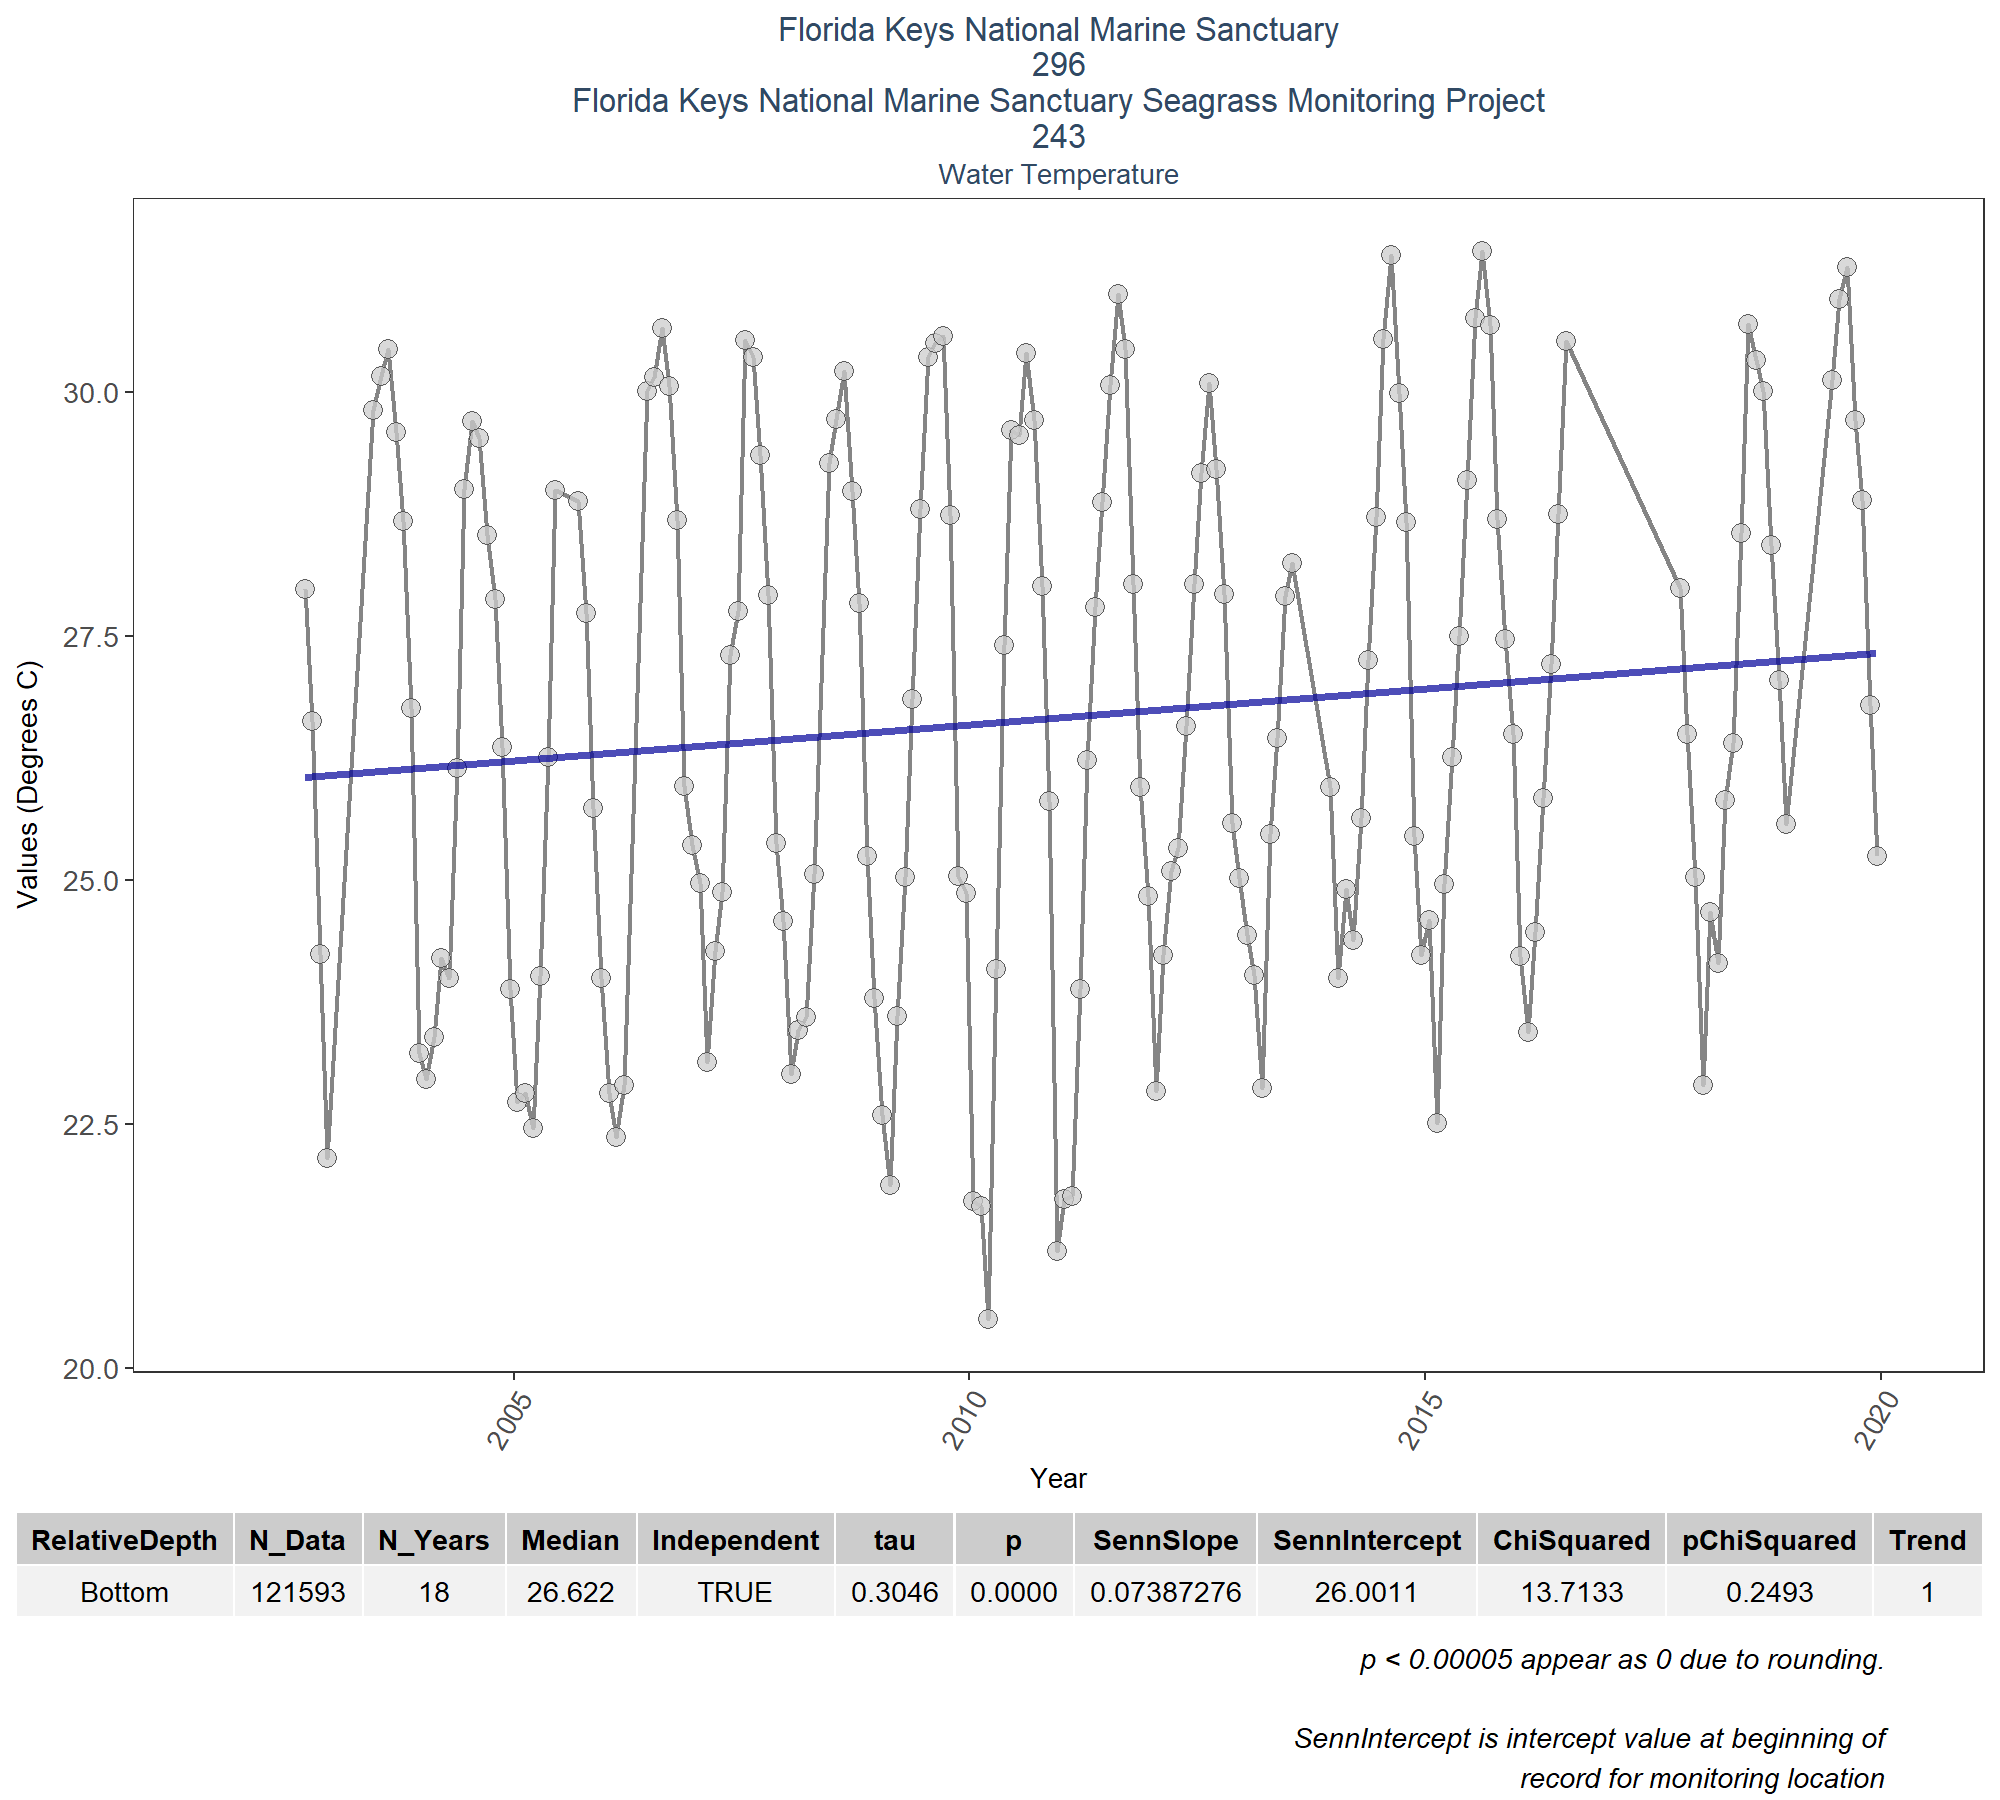 Florida Keys National Marine Sanctuary
296
Florida Keys National Marine Sanctuary Seagrass Monitoring Project
243
Water Temperature
Values (Degrees C)
30.0
27.5
25.0
22.5
20.0
2005
2010
2015
2020
Year
RelativeDepth N_Data N_Years Median Independent tau p SennSlope SennIntercept ChiSquared pChiSquared Trend
Bottom 121593 18 26.622 TRUE 0.3046 0.0000 0.07387276 26.0011 13.7133 0.2493 1
p < 0.00005 appear as 0 due to rounding.
SennIntercept is intercept value at beginning of
record for monitoring location